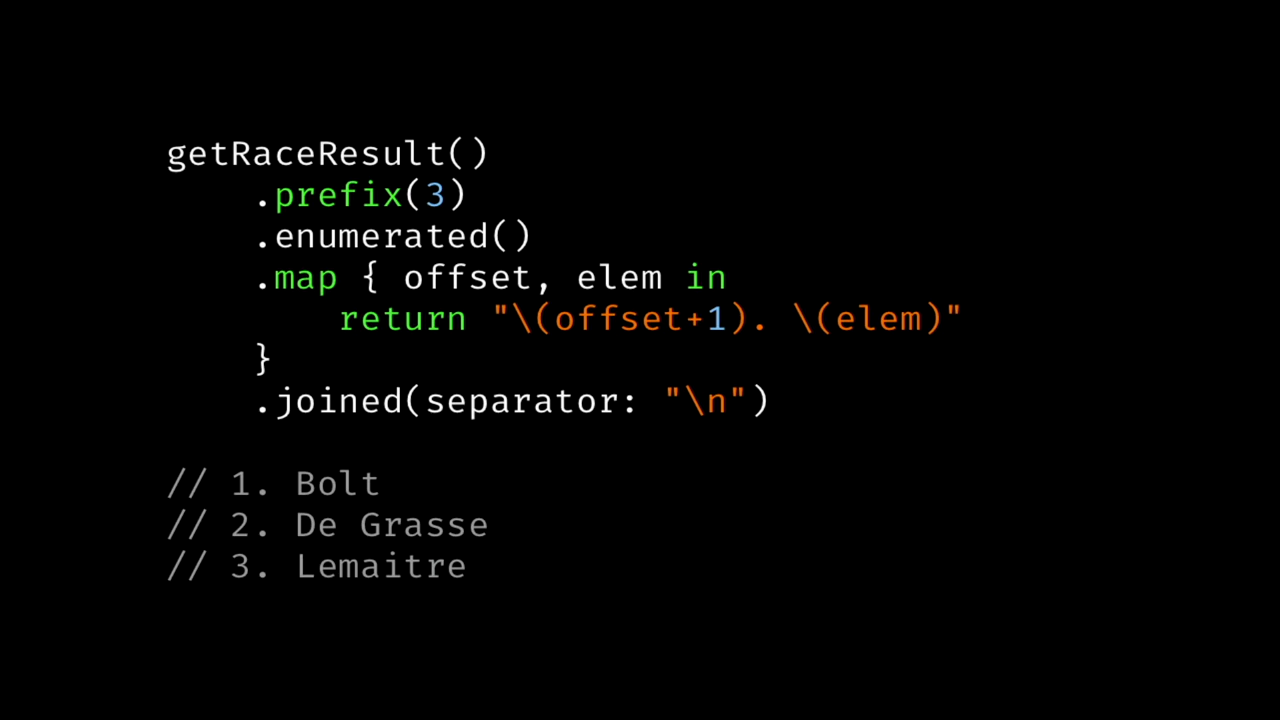 getRaceResult()
    .prefix(3)
    .enumerated()
    .map { offset, elem in
        return "\(offset+1). \(elem)"
    }
    .joined(separator: "\n")

// 1. Bolt
// 2. De Grasse
// 3. Lemaitre